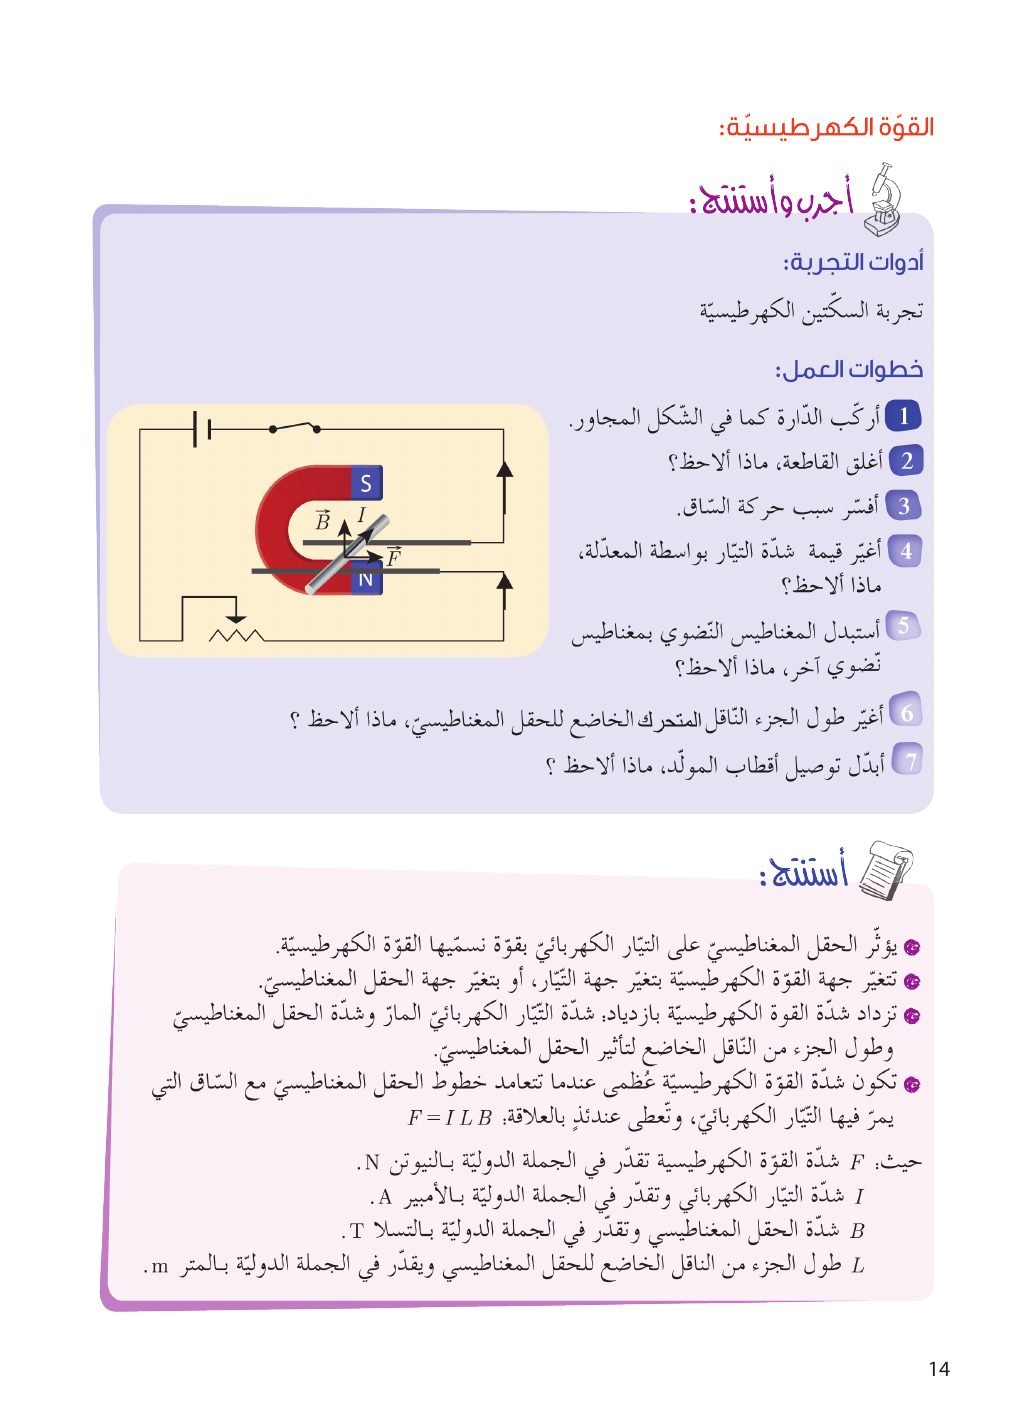 القوّة الكهرطيسيّة:
أجرب وأستنتج:
أدوات التجربة:
تجربة السكّتين الكهرطيسيّة
خطوات العمل:
1 أركّب الدّارة كما في الشّكل المجاور.
2 أغلق القاطعة، ماذا ألاحظ؟
3 أفسّر سبب حركة السّاق.
4 أغيّر قيمة شدّة التيّار بواسطة المعدّلة،
ماذا ألاحظ؟
5 أستبدل المغناطيس النّضوي بمغناطيس
نّضوي آخر، ماذا ألاحظ؟
S
B
I
F
N
6 أغيّر طول الجزء النّاقل المتحرك الخاضع للحقل المغناطيسيّ، ماذا ألاحظ ؟
7 أبدّل توصيل أقطاب المولّد، ماذا ألاحظ ؟
أستنتج:
يؤثّر الحقل المغناطيسيّ على التيّار الكهربائيّ بقوّة نسمّيها القوّة الكهرطيسيّة.
تتغيّر جهة القوّة الكهرطيسيّة بتغيّر جهة التّيّار، أو بتغيّر جهة الحقل المغناطيسيّ.
تزداد شدّة القوة الكهرطيسيّة بازدياد: شدّة التّيّار الكهربائيّ المارّ وشدّة الحقل المغناطيسيّ
وطول الجزء من النّاقل الخاضع لتأثير الحقل المغناطيسيّ.
تكون شدّة القوّة الكهرطيسيّة عُظمى عندما تتعامد خطوط الحقل المغناطيسيّ مع السّاق التي
يمرّ فيها التّيّار الكهربائيّ، وتّعطى عندئذٍ بالعلاقة: F = I L B
حيث: F شدّة القوّة الكهرطيسية تقدّر في الجملة الدوليّة بـالنيوتن N.
I شدّة التيّار الكهربائي وتقدّر في الجملة الدوليّة بـالأمبير A.
B شدّة الحقل المغناطيسي وتقدّر في الجملة الدوليّة بـالتسلا T.
L طول الجزء من الناقل الخاضع للحقل المغناطيسي ويقدّر في الجملة الدوليّة بـالمتر m.
14